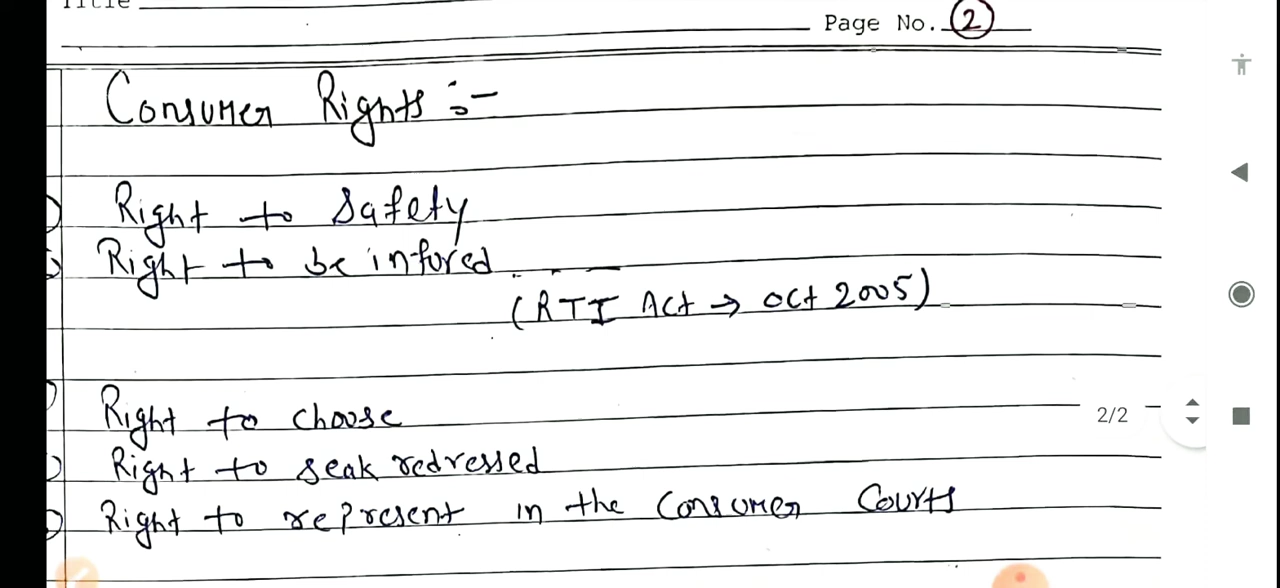 Title
Page No. 2
Consumer Rights :-
Right to Safety
Right to be infored
(RTI Act → Oct 2005)
Right to choose
2/2
Right to seak redressed
Right to represent in the Consumer Courts